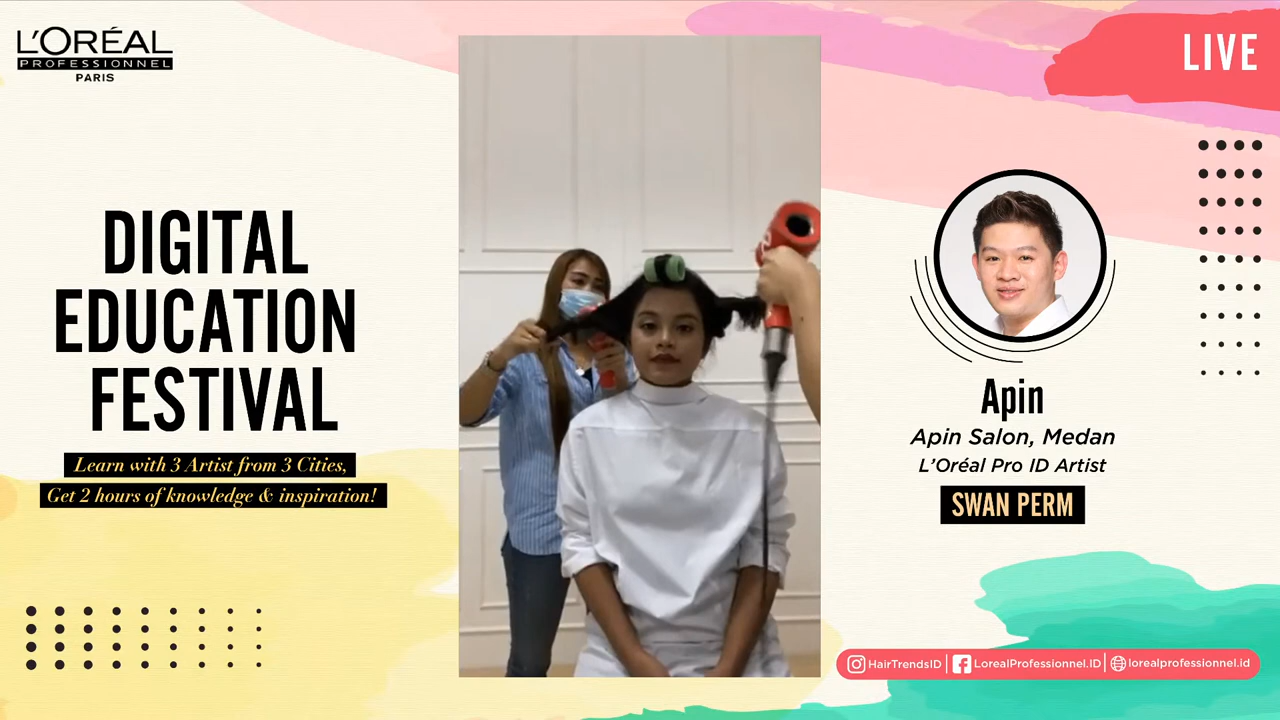 L'ORÉAL
PROFESSIONNEL
PARIS
DIGITAL
EDUCATION
FESTIVAL
Learn with 3 Artist from 3 Cities,
Get 2 hours of knowledge & inspiration!
LIVE
Apin
Apin Salon, Medan
L'Oréal Pro ID Artist
SWAN PERM
HairTrendsID | LorealProfessionnel.ID | lorealprofessionnel.id